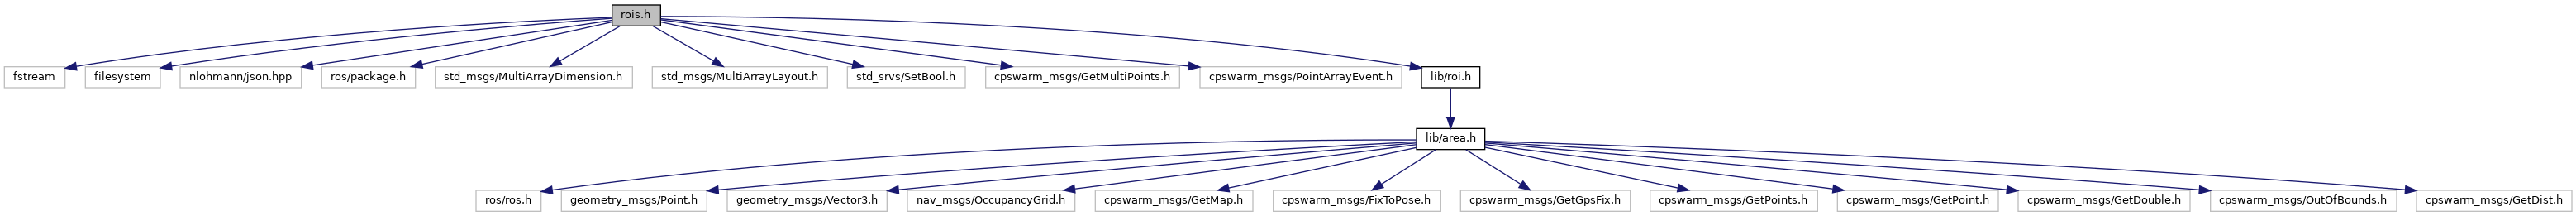 rois.h
fstream
filesystem
nlohmann/json.hpp
ros/package.h
std_msgs/MultiArrayDimension.h
std_msgs/MultiArrayLayout.h
std_srvs/SetBool.h
cpswarm_msgs/GetMultiPoints.h
cpswarm_msgs/PointArrayEvent.h
lib/roi.h
lib/area.h
ros/ros.h
geometry_msgs/Point.h
geometry_msgs/Vector3.h
nav_msgs/OccupancyGrid.h
cpswarm_msgs/GetMap.h
cpswarm_msgs/FixToPose.h
cpswarm_msgs/GetGpsFix.h
cpswarm_msgs/GetPoints.h
cpswarm_msgs/GetPoint.h
cpswarm_msgs/GetDouble.h
cpswarm_msgs/OutOfBounds.h
cpswarm_msgs/GetDist.h